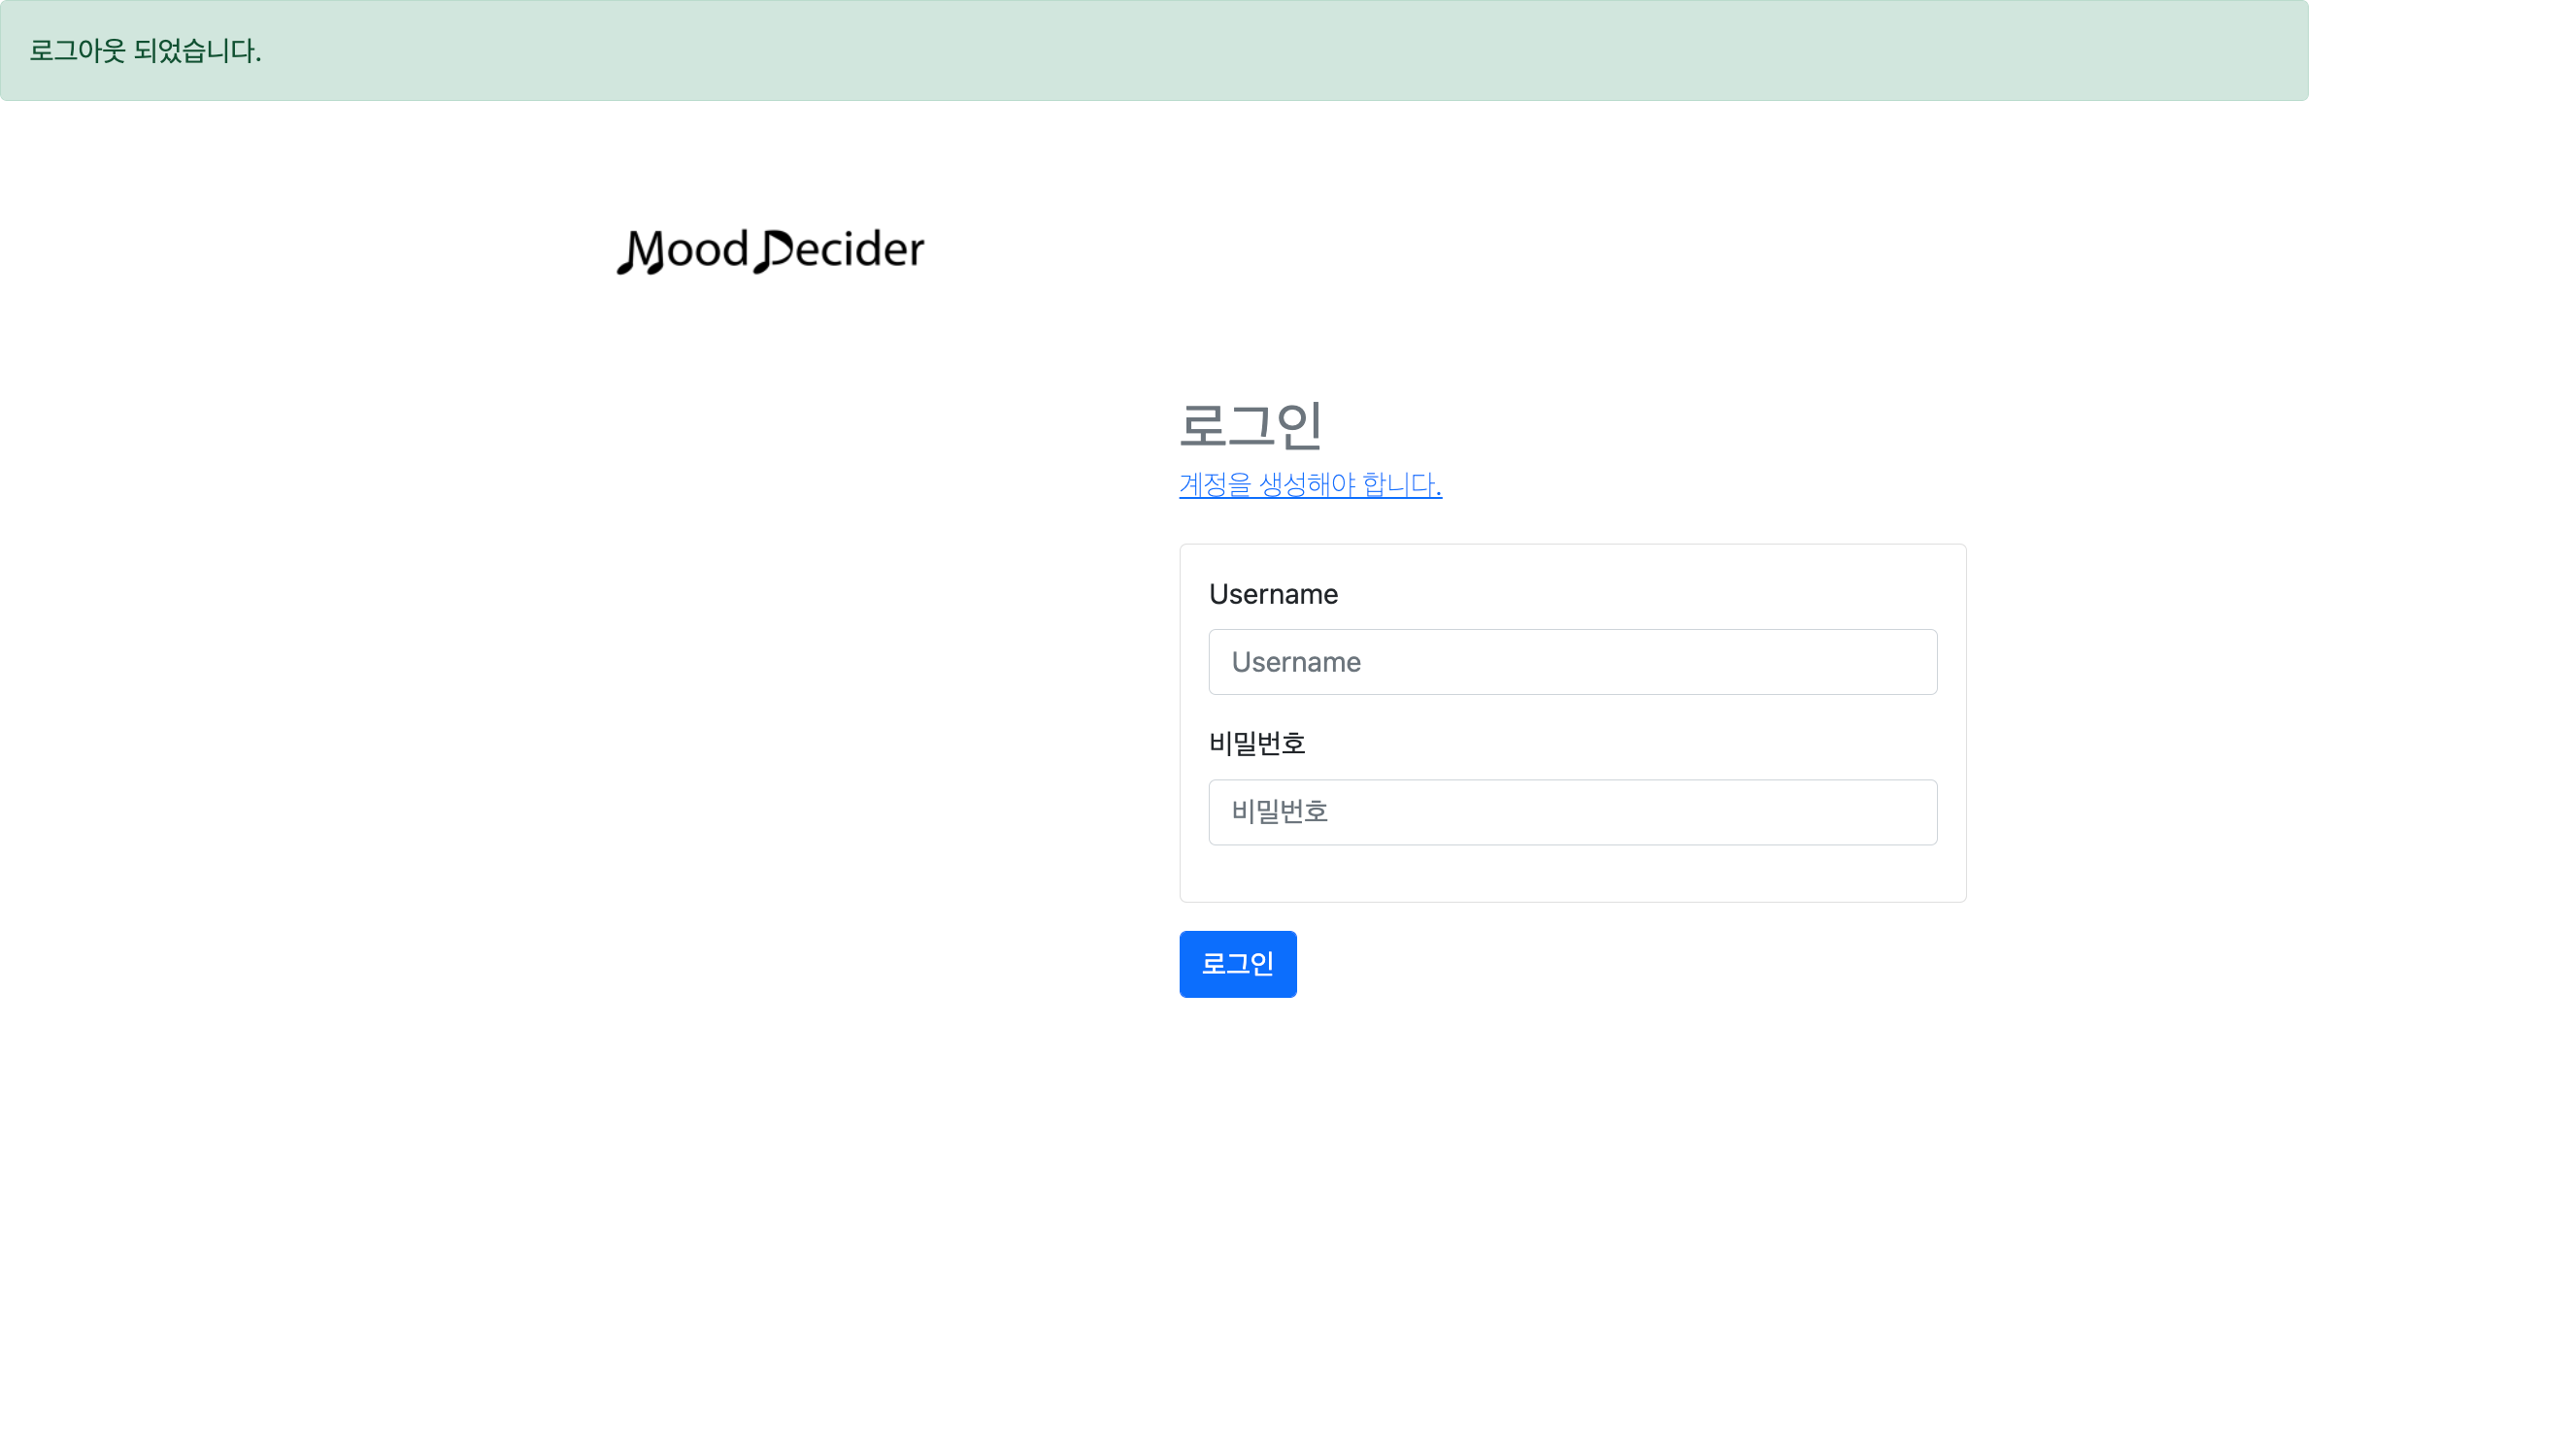 로그아웃 되었습니다.
Mood Decider
로그인
계정을 생성해야 합니다.
Username
Username
비밀번호
비밀번호
로그인